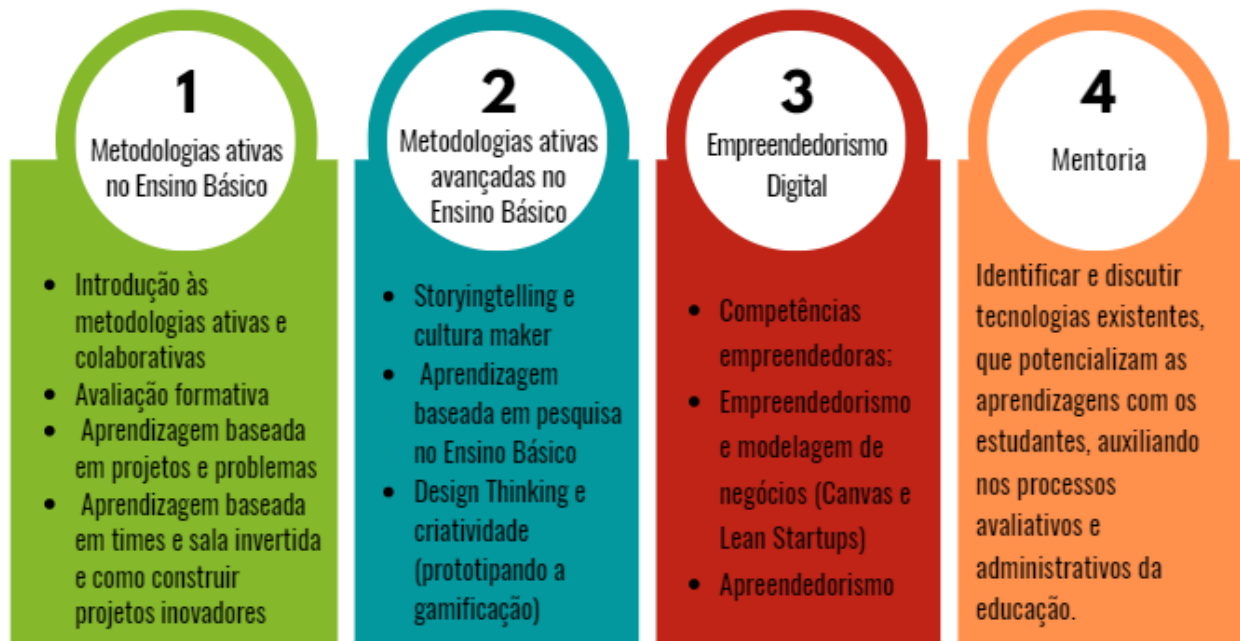 1
Metodologias ativas
no Ensino Básico
• Introdução às
metodologias ativas e
colaborativas
• Avaliação formativa
• Aprendizagem baseada
em projetos e problemas
• Aprendizagem baseada
em times e sala invertida
e como construir
projetos inovadores
2
Metodologias ativas
avançadas no
Ensino Básico
• Storyingtelling e
cultura maker
• Aprendizagem
baseada em pesquisa
no Ensino Básico
• Design Thinking e
criatividade
(prototipando a
gamificação)
3
Empreendedorismo
Digital
• Competências
empreendedoras;
• Empreendedorismo
e modelagem de
negócios (Canvas e
Lean Startups)
• Apreendedorismo
4
Mentoria
Identificar e discutir
tecnologias existentes,
que potencializam as
aprendizagens com os
estudantes, auxiliando
nos processos
avaliativos e
administrativos da
educação.